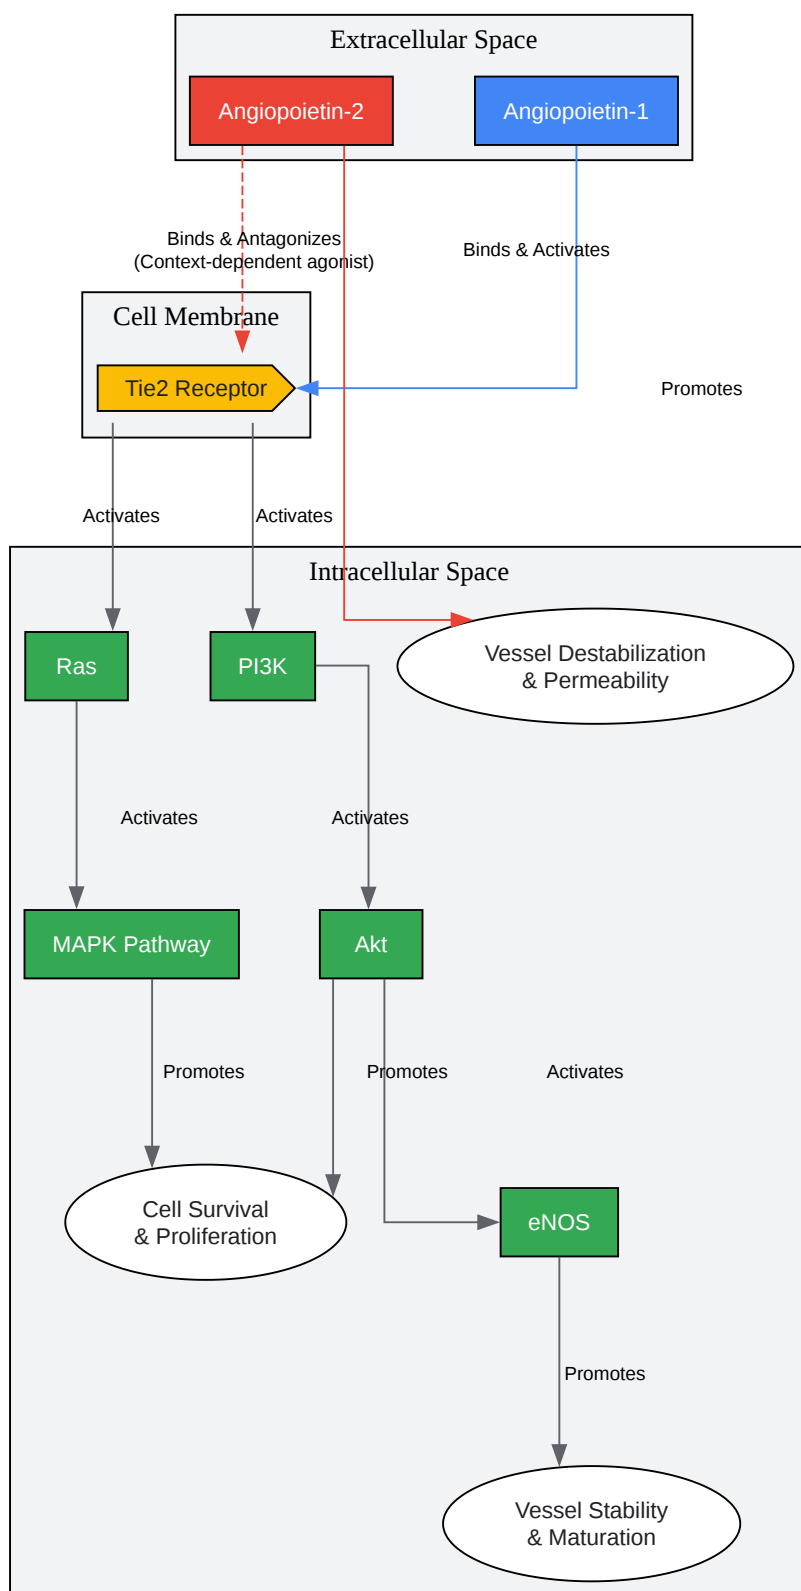 Extracellular Space
Angiopoietin-2
Angiopoietin-1
Binds & Antagonizes
(Context-dependent agonist)
Binds & Activates
Cell Membrane
Tie2 Receptor
Promotes
Activates
Activates
Intracellular Space
Ras
PI3K
Vessel Destabilization
& Permeability
Activates
Activates
MAPK Pathway
Akt
Promotes
Promotes
Activates
Cell Survival
& Proliferation
eNOS
Promotes
Vessel Stability
& Maturation